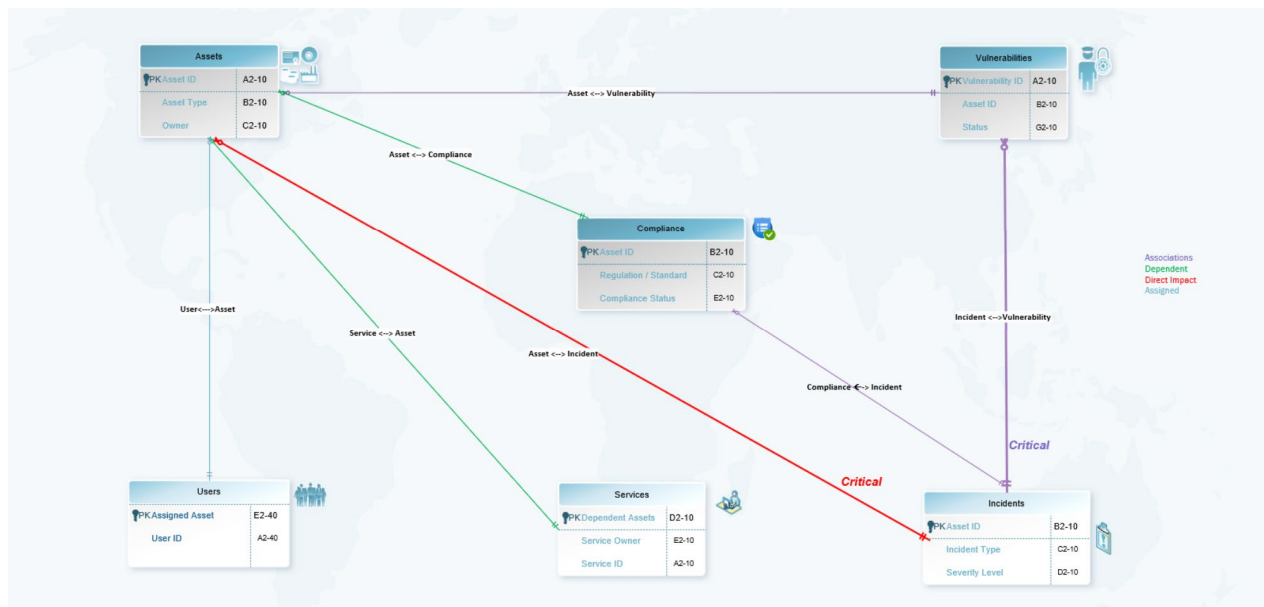 Assets
PK Asset ID A2-10
Asset Type B2-10
Owner C2-10
Vulnerabilities
PK Vulnerability ID A2-10
Asset ID B2-10
Status G2-10
Asset <--> Vulnerability
Asset <--> Compliance
Compliance
PK Asset ID B2-10
Regulation / Standard C2-10
Compliance Status E2-10
Associations
Dependent
Direct Impact
Assigned
User<--->Asset
Service <--> Asset
Asset <--> Incident
Incident <-->Vulnerability
Compliance <--> Incident
Critical
Critical
Users
PK Assigned Asset E2-40
User ID A2-40
Services
PK Dependent Assets D2-10
Service Owner E2-10
Service ID A2-10
Incidents
PK Asset ID B2-10
Incident Type C2-10
Severity Level D2-10